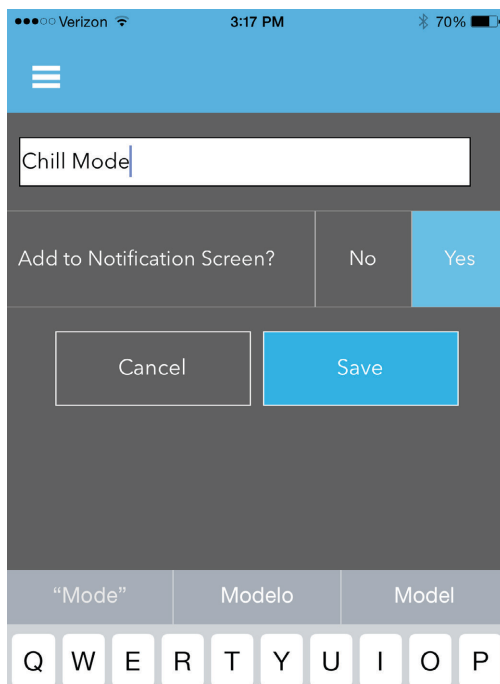 Verizon 3:17 PM 70%
Chill Mode
Add to Notification Screen? No Yes
Cancel Save
“Mode” Modelo Model
Q W E R T Y U I O P